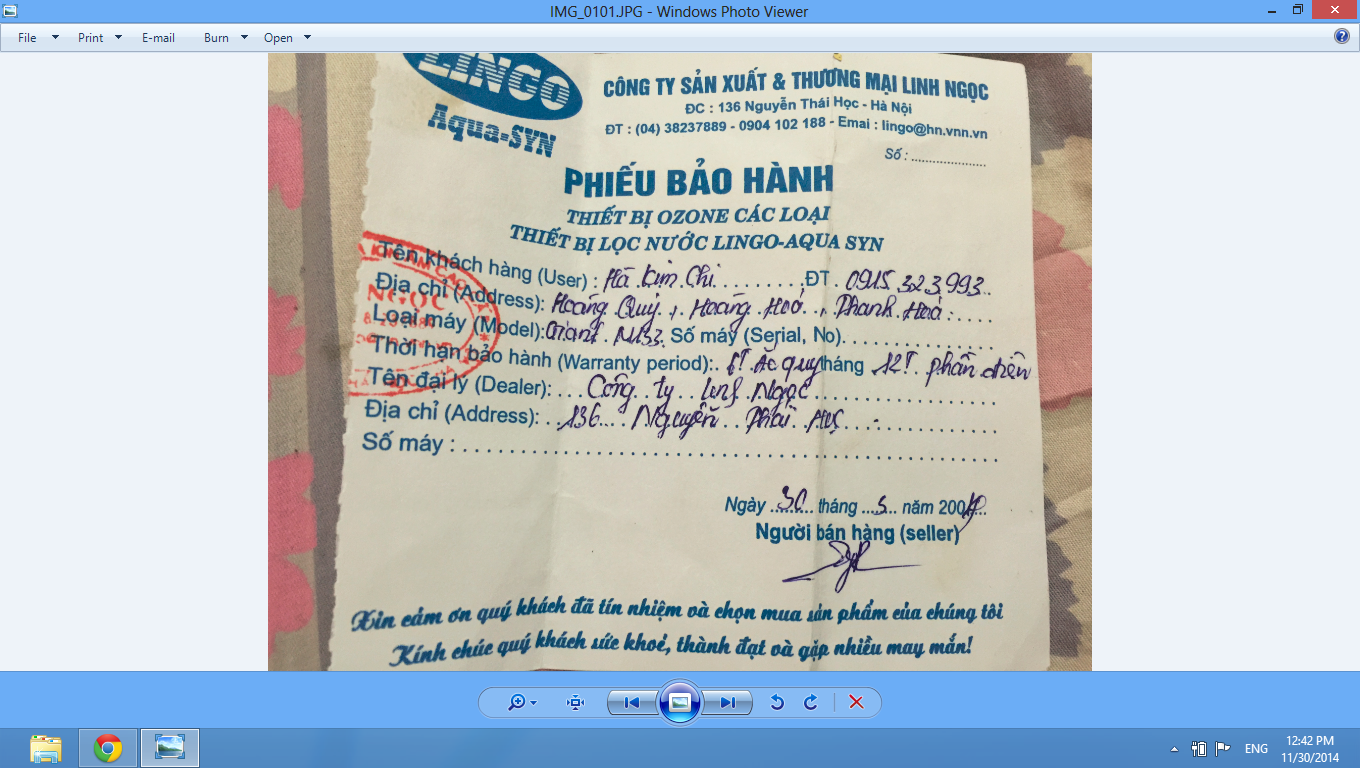 IMG_0101.JPG - Windows Photo Viewer
File Print E-mail Burn Open
LINGO
Aqua-SYN
CÔNG TY SẢN XUẤT & THƯƠNG MẠI LINH NGỌC
ĐC : 136 Nguyễn Thái Học - Hà Nội
ĐT : (04) 38237889 - 0904 102 188 - Emai : lingo@hn.vnn.vn
Số : ....................
PHIẾU BẢO HÀNH
THIẾT BỊ OZONE CÁC LOẠI
THIẾT BỊ LỌC NƯỚC LINGO-AQUA SYN
Tên khách hàng (User) : Hà Kim Chi ĐT 0915.323.993
Địa chỉ (Address): Hoằng Quỳ, Hoằng Hoá, Thanh Hoá
Loại máy (Model): Giant M133 Số máy (Serial, No)
Thời hạn bảo hành (Warranty period): 6T Ắc quy tháng 12T phần điện
Tên đại lý (Dealer): Công ty Linh Ngọc
Địa chỉ (Address): 136 Nguyễn Thái Học
Số máy :
NGỌC
Ngày 30 tháng 5 năm 200
Người bán hàng (seller)
Xin cảm ơn quý khách đã tín nhiệm và chọn mua sản phẩm của chúng tôi
Kính chúc quý khách sức khoẻ, thành đạt và gặp nhiều may mắn!
ENG
12:42 PM
11/30/2014